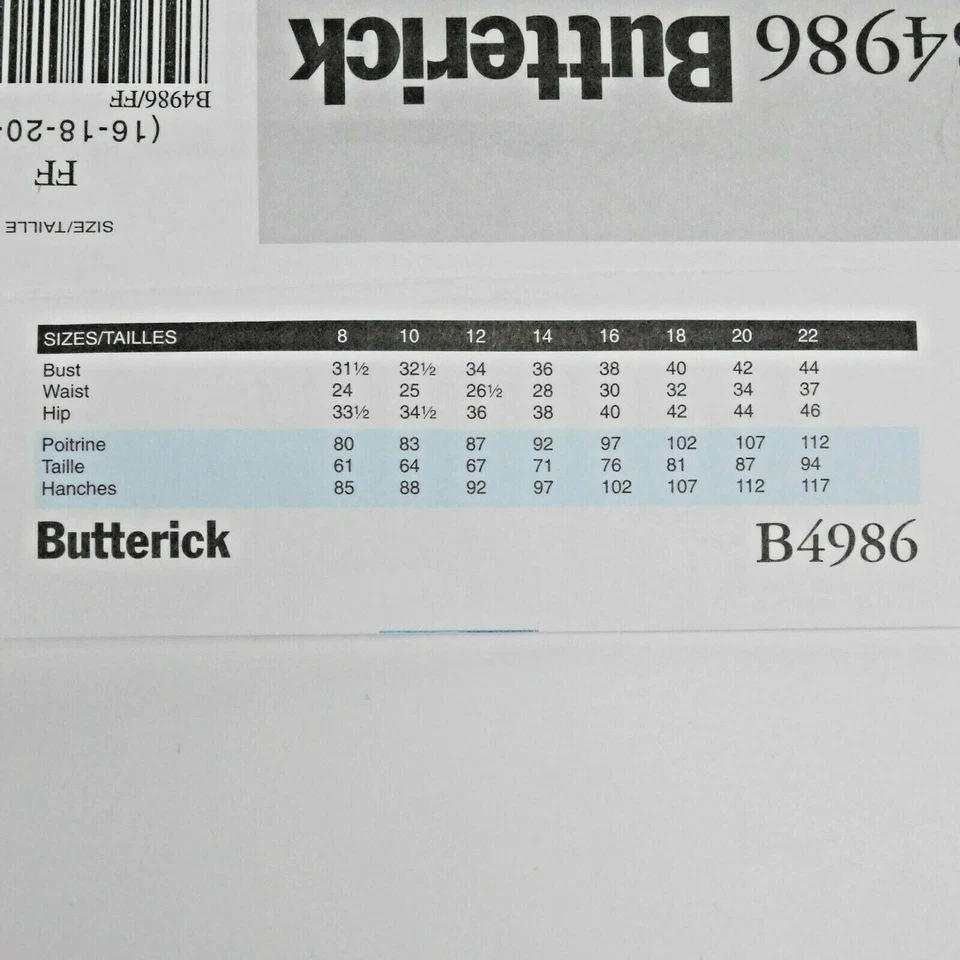 Butterick B4986
B4986/FF
(16-18-20-
FF
SIZE/TAILLE
SIZES/TAILLES 8 10 12 14 16 18 20 22
Bust 31½ 32½ 34 36 38 40 42 44
Waist 24 25 26½ 28 30 32 34 37
Hip 33½ 34½ 36 38 40 42 44 46
Poitrine 80 83 87 92 97 102 107 112
Taille 61 64 67 71 76 81 87 94
Hanches 85 88 92 97 102 107 112 117
Butterick B4986